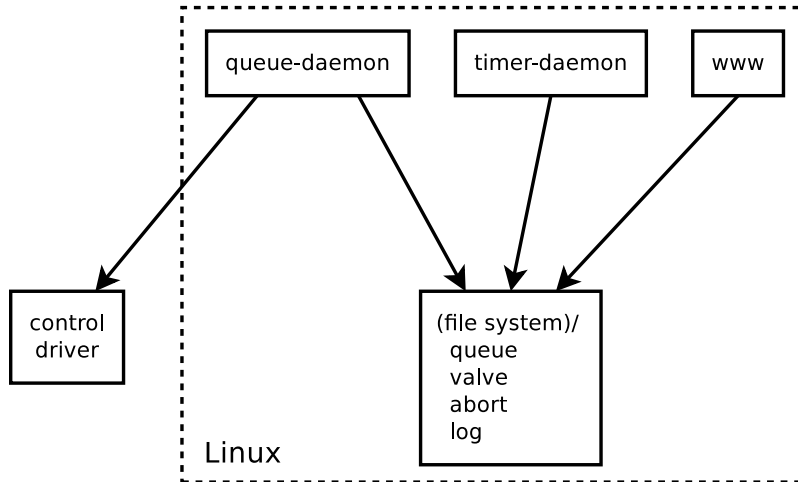 queue-daemon
timer-daemon
www
control
driver
(file system)/
queue
valve
abort
log
Linux